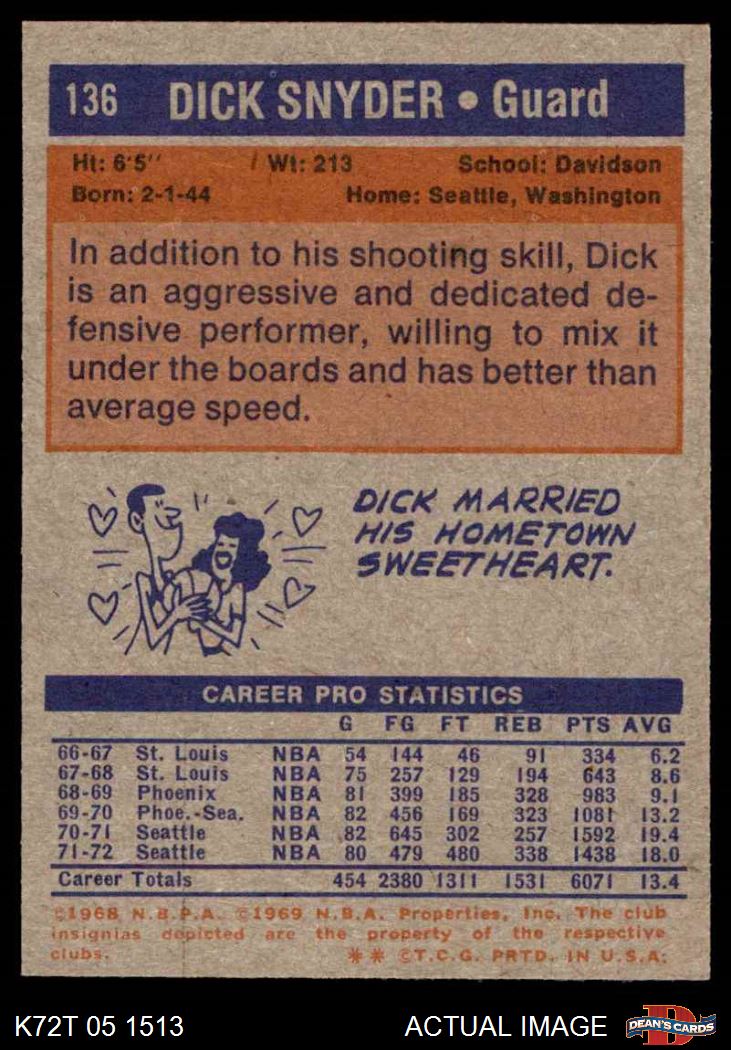 136 DICK SNYDER • Guard
Ht: 6'5'' Wt: 213 School: Davidson
Born: 2-1-44 Home: Seattle, Washington
In addition to his shooting skill, Dick
is an aggressive and dedicated de-
fensive performer, willing to mix it
under the boards and has better than
average speed.
DICK MARRIED
HIS HOMETOWN
SWEETHEART.
CAREER PRO STATISTICS
G FG FT REB PTS AVG
66-67 St. Louis NBA 54 144 46 91 334 6.2
67-68 St. Louis NBA 75 257 129 194 643 8.6
68-69 Phoenix NBA 81 399 185 328 983 9.1
69-70 Phoe.-Sea. NBA 82 456 169 323 1081 13.2
70-71 Seattle NBA 82 645 302 257 1592 19.4
71-72 Seattle NBA 80 479 480 338 1438 18.0
Career Totals 454 2380 1311 1531 6071 13.4
©1968 N.B.P.A. ©1969 N.B.A. Properties, Inc. The club
insignias depicted are the property of the respective
clubs. ** ©T.C.G. PRTD. IN U.S.A.
K72T 05 1513 ACTUAL IMAGE DEAN'S CARDS